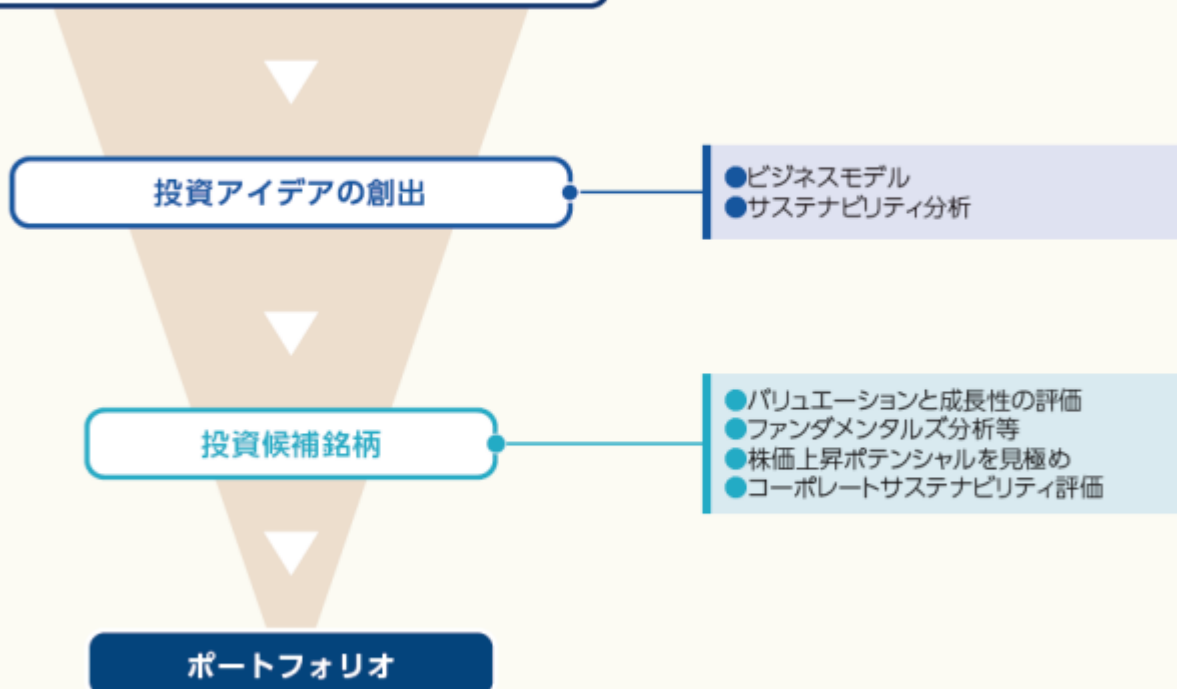 投資アイデアの創出
●ビジネスモデル
●サステナビリティ分析
投資候補銘柄
●バリュエーションと成長性の評価
●ファンダメンタルズ分析等
●株価上昇ポテンシャルを見極め
●コーポレートサステナビリティ評価
ポートフォリオ